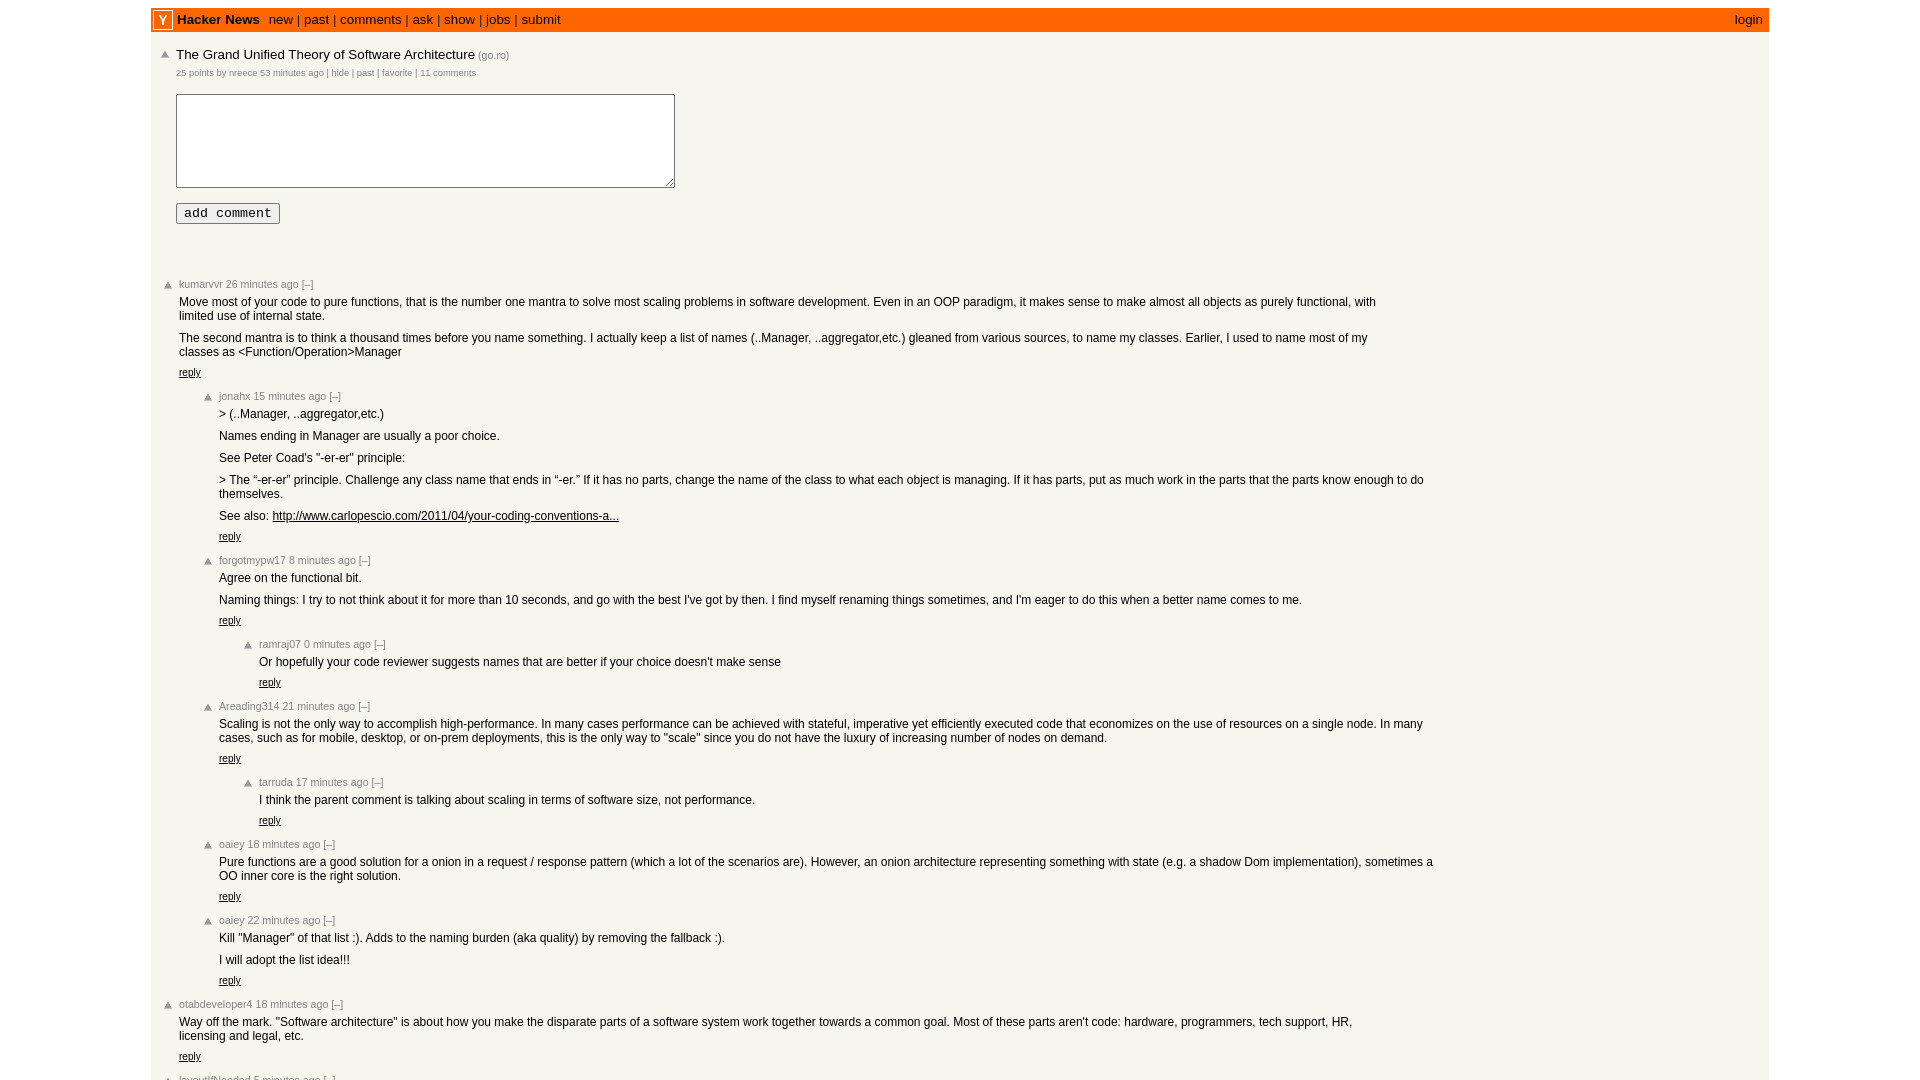 Y Hacker News new | past | comments | ask | show | jobs | submit login
The Grand Unified Theory of Software Architecture (go.ro)
25 points by nreece 53 minutes ago | hide | past | favorite | 11 comments
add comment
kumarvvr 26 minutes ago [–]
Move most of your code to pure functions, that is the number one mantra to solve most scaling problems in software development. Even in an OOP paradigm, it makes sense to make almost all objects as purely functional, with
limited use of internal state.
The second mantra is to think a thousand times before you name something. I actually keep a list of names (..Manager, ..aggregator,etc.) gleaned from various sources, to name my classes. Earlier, I used to name most of my
classes as <Function/Operation>Manager
reply
jonahx 15 minutes ago [–]
> (..Manager, ..aggregator,etc.)
Names ending in Manager are usually a poor choice.
See Peter Coad's "-er-er" principle:
> The “-er-er” principle. Challenge any class name that ends in “-er.” If it has no parts, change the name of the class to what each object is managing. If it has parts, put as much work in the parts that the parts know enough to do
themselves.
See also: http://www.carlopescio.com/2011/04/your-coding-conventions-a...
reply
forgotmypw17 8 minutes ago [–]
Agree on the functional bit.
Naming things: I try to not think about it for more than 10 seconds, and go with the best I've got by then. I find myself renaming things sometimes, and I'm eager to do this when a better name comes to me.
reply
ramraj07 0 minutes ago [–]
Or hopefully your code reviewer suggests names that are better if your choice doesn't make sense
reply
Areading314 21 minutes ago [–]
Scaling is not the only way to accomplish high-performance. In many cases performance can be achieved with stateful, imperative yet efficiently executed code that economizes on the use of resources on a single node. In many
cases, such as for mobile, desktop, or on-prem deployments, this is the only way to "scale" since you do not have the luxury of increasing number of nodes on demand.
reply
tarruda 17 minutes ago [–]
I think the parent comment is talking about scaling in terms of software size, not performance.
reply
oaiey 18 minutes ago [–]
Pure functions are a good solution for a onion in a request / response pattern (which a lot of the scenarios are). However, an onion architecture representing something with state (e.g. a shadow Dom implementation), sometimes a
OO inner core is the right solution.
reply
oaiey 22 minutes ago [–]
Kill "Manager" of that list :). Adds to the naming burden (aka quality) by removing the fallback :).
I will adopt the list idea!!!
reply
otabdeveloper4 18 minutes ago [–]
Way off the mark. "Software architecture" is about how you make the disparate parts of a software system work together towards a common goal. Most of these parts aren't code: hardware, programmers, tech support, HR,
licensing and legal, etc.
reply
layoutIfNeeded 5 minutes ago [–]